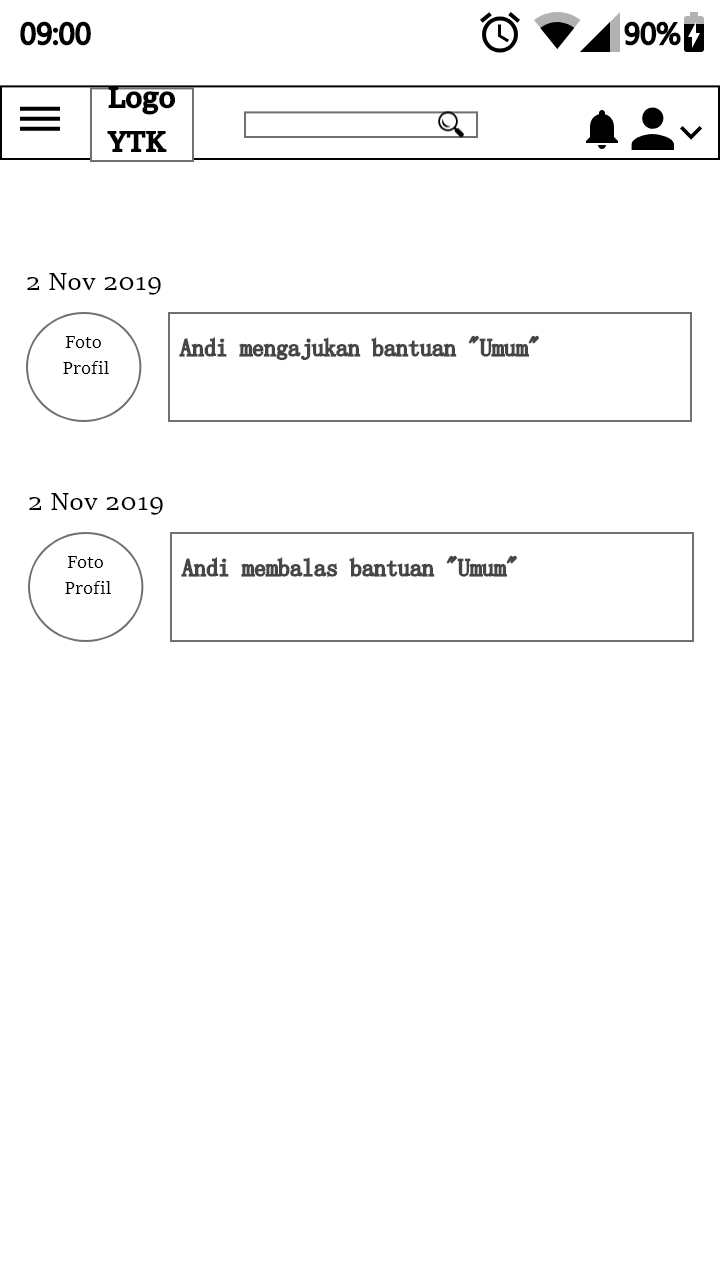 09:00 90%
Logo
YTK
2 Nov 2019
Foto
Profil
Andi mengajukan bantuan "Umum"
2 Nov 2019
Foto
Profil
Andi membalas bantuan "Umum"